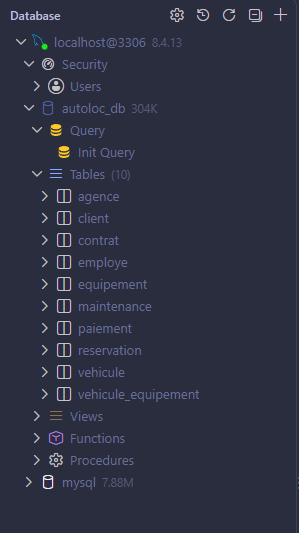 Database
localhost@3306 8.4.13
Security
Users
autoloc_db 304K
Query
Init Query
Tables (10)
agence
client
contrat
employe
equipement
maintenance
paiement
reservation
vehicule
vehicule_equipement
Views
Functions
Procedures
mysql 7.88M